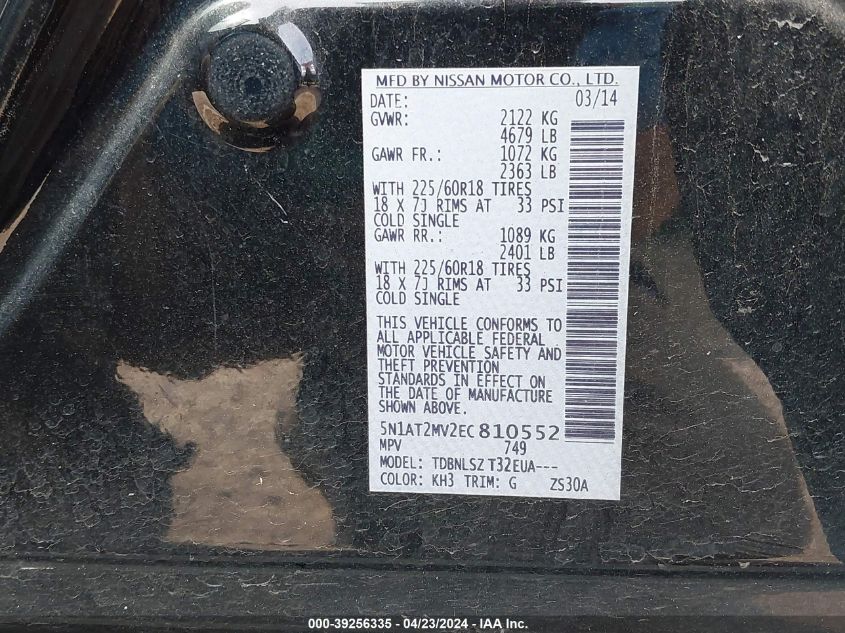 MFD BY NISSAN MOTOR CO., LTD.
DATE: 03/14
GVWR: 2122 KG
4679 LB
GAWR FR.: 1072 KG
2363 LB
WITH 225/60R18 TIRES
18 X 7J RIMS AT 33 PSI
COLD SINGLE
GAWR RR.: 1089 KG
2401 LB
WITH 225/60R18 TIRES
18 X 7J RIMS AT 33 PSI
COLD SINGLE
THIS VEHICLE CONFORMS TO
ALL APPLICABLE FEDERAL
MOTOR VEHICLE SAFETY AND
THEFT PREVENTION
STANDARDS IN EFFECT ON
THE DATE OF MANUFACTURE
SHOWN ABOVE.
5N1AT2MV2EC810552
MPV 749
MODEL: TDBNLSZ T32EUA---
COLOR: KH3 TRIM: G ZS30A
000-39256335 - 04/23/2024 - IAA Inc.